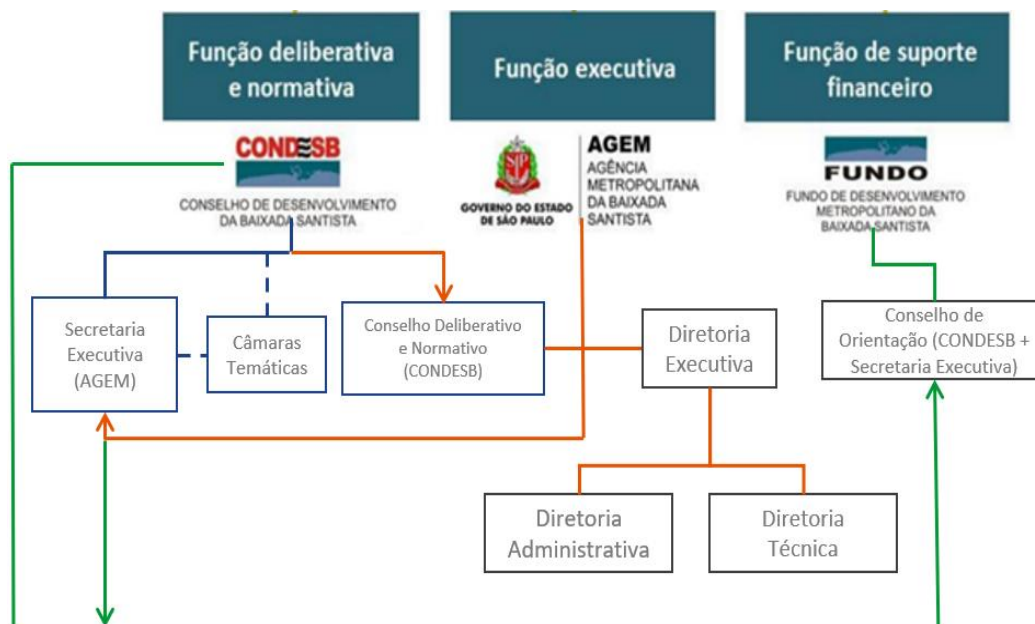 Função deliberativa
e normativa
Função executiva
Função de suporte
financeiro
CONDESB
CONSELHO DE DESENVOLVIMENTO
DA BAIXADA SANTISTA
SP
GOVERNO DO ESTADO
DE SÃO PAULO
AGEM
AGÊNCIA
METROPOLITANA
DA BAIXADA
SANTISTA
FUNDO
FUNDO DE DESENVOLVIMENTO
METROPOLITANO DA
BAIXADA SANTISTA
Secretaria
Executiva
(AGEM)
Câmaras
Temáticas
Conselho Deliberativo
e Normativo
(CONDESB)
Diretoria
Executiva
Conselho de
Orientação (CONDESB +
Secretaria Executiva)
Diretoria
Administrativa
Diretoria
Técnica